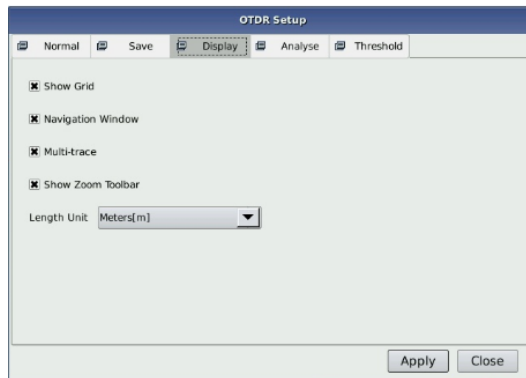 OTDR Setup
Normal Save Display Analyse Threshold
Show Grid
Navigation Window
Multi-trace
Show Zoom Toolbar
Length Unit Meters[m]
Apply Close